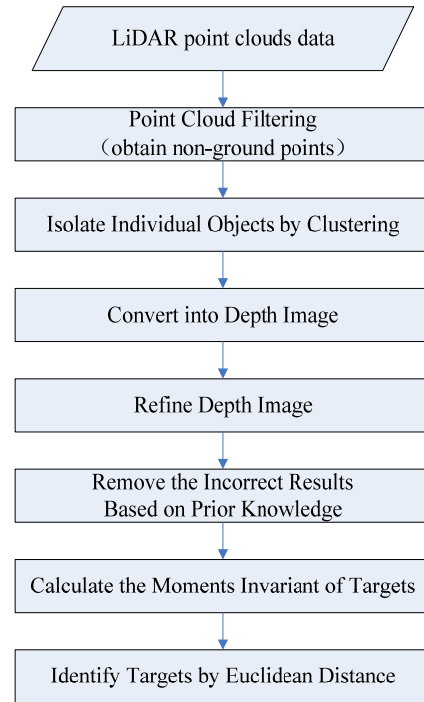 LiDAR point clouds data
Point Cloud Filtering
（obtain non-ground points）
Isolate Individual Objects by Clustering
Convert into Depth Image
Refine Depth Image
Remove the Incorrect Results
Based on Prior Knowledge
Calculate the Moments Invariant of Targets
Identify Targets by Euclidean Distance